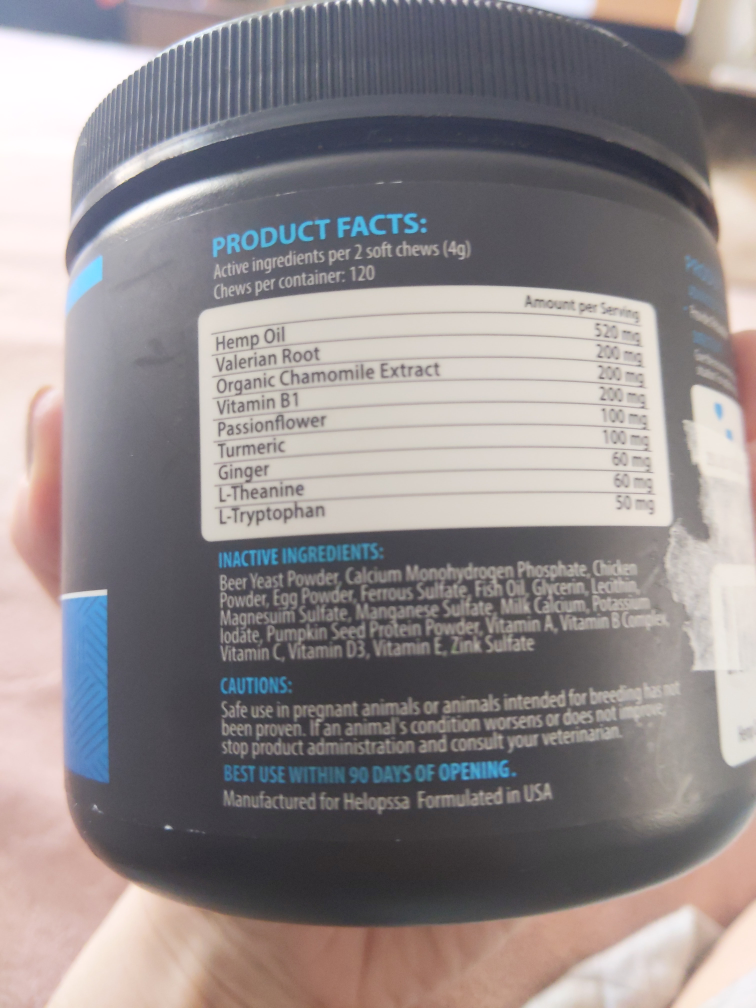 PRODUCT FACTS:
Active ingredients per 2 soft chews (4g)
Chews per container: 120
Amount per Serving
Hemp Oil 520 mg
Valerian Root 200 mg
Organic Chamomile Extract 200 mg
Vitamin B1 200 mg
Passionflower 100 mg
Turmeric 100 mg
Ginger 60 mg
L-Theanine 60 mg
L-Tryptophan 50 mg
INACTIVE INGREDIENTS:
Beer Yeast Powder, Calcium Monohydrogen Phosphate, Chicken
Powder, Egg Powder, Ferrous Sulfate, Fish Oil, Glycerin, Lecithin,
Magnesuim Sulfate, Manganese Sulfate, Milk Calcium, Potassium
Iodate, Pumpkin Seed Protein Powder, Vitamin A, Vitamin B Complex,
Vitamin C, Vitamin D3, Vitamin E, Zink Sulfate
CAUTIONS:
Safe use in pregnant animals or animals intended for breeding has not
been proven. If an animal's condition worsens or does not improve,
stop product administration and consult your veterinarian.
BEST USE WITHIN 90 DAYS OF OPENING.
Manufactured for Helopssa Formulated in USA